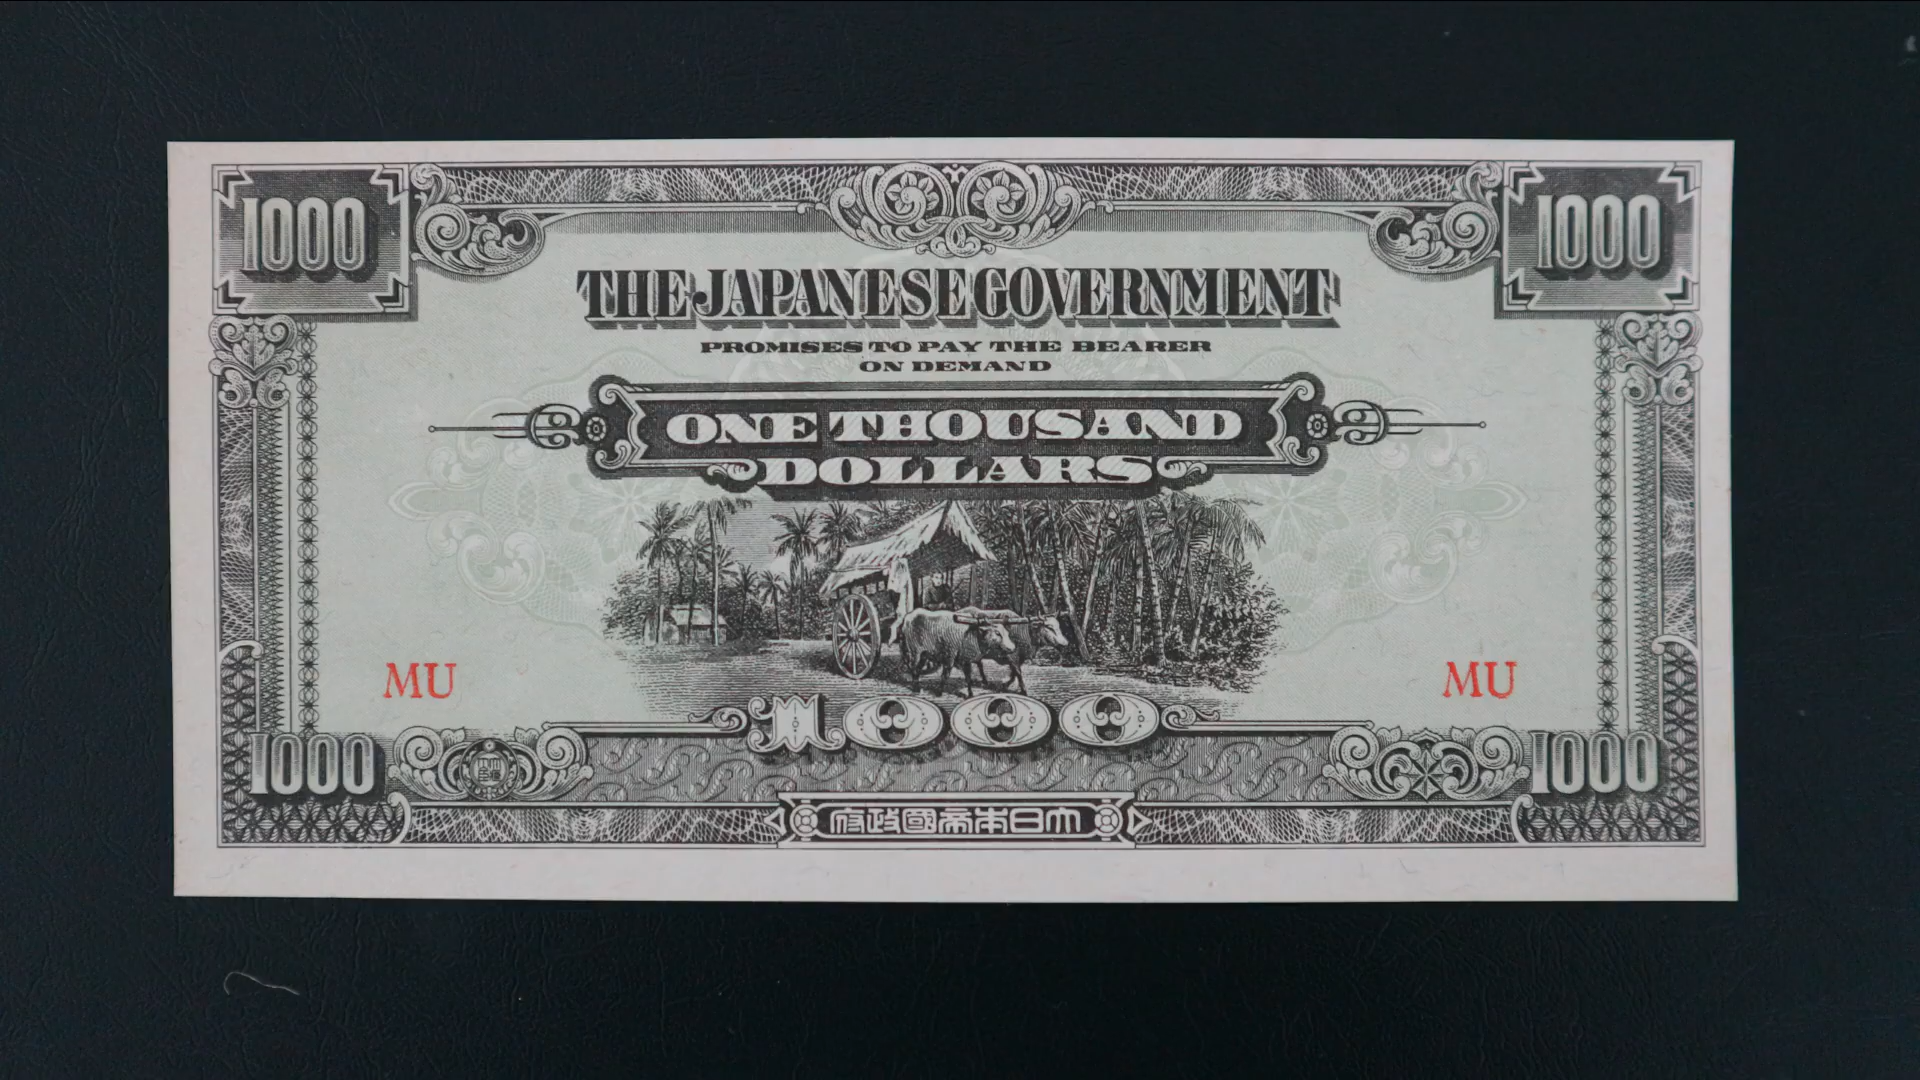 1000 1000
THE JAPANESE GOVERNMENT
PROMISES TO PAY THE BEARER
ON DEMAND
ONE THOUSAND
DOLLARS
MU MU
1000
1000 1000
府政國帝本日大